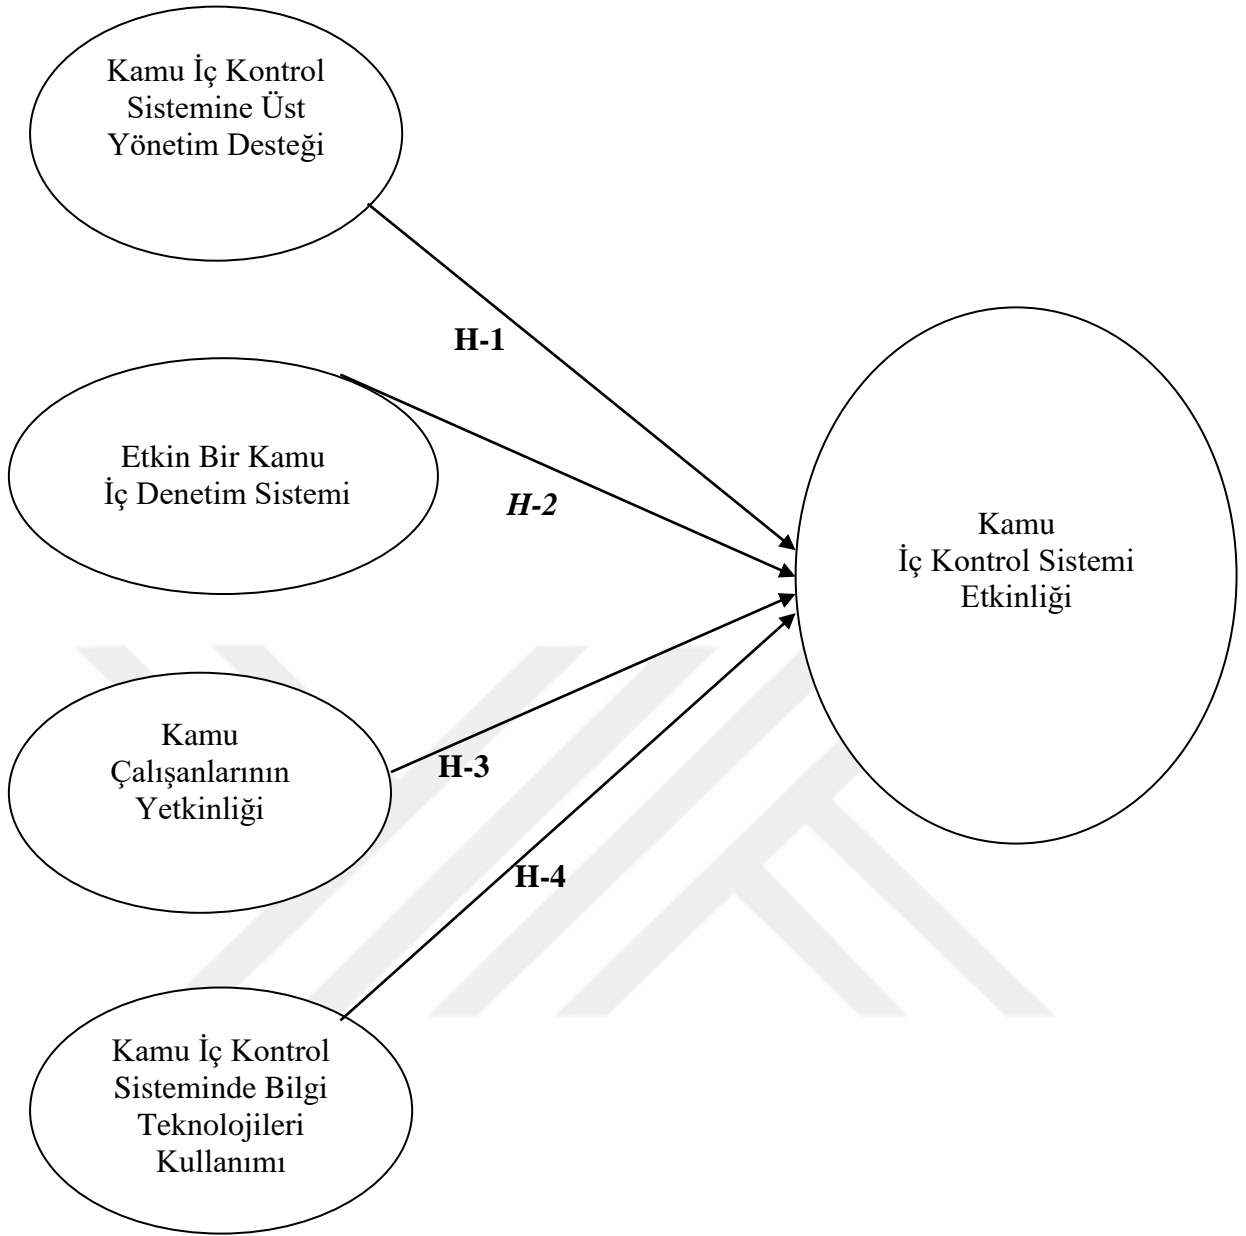 Kamu İç Kontrol
Sistemine Üst
Yönetim Desteği
H-1
Etkin Bir Kamu
İç Denetim Sistemi
H-2
Kamu
İç Kontrol Sistemi
Etkinliği
Kamu
Çalışanlarının
Yetkinliği
H-3
H-4
Kamu İç Kontrol
Sisteminde Bilgi
Teknolojileri
Kullanımı